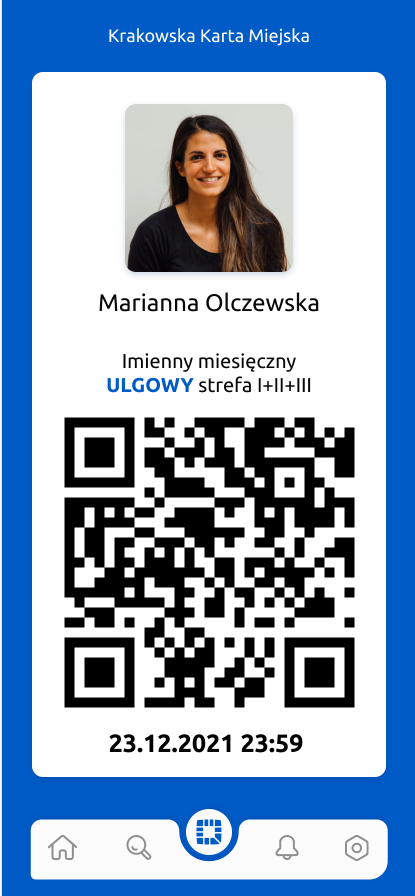 Krakowska Karta Miejska
Marianna Olczewska
Imienny miesięczny
ULGOWY strefa I+II+III
23.12.2021 23:59